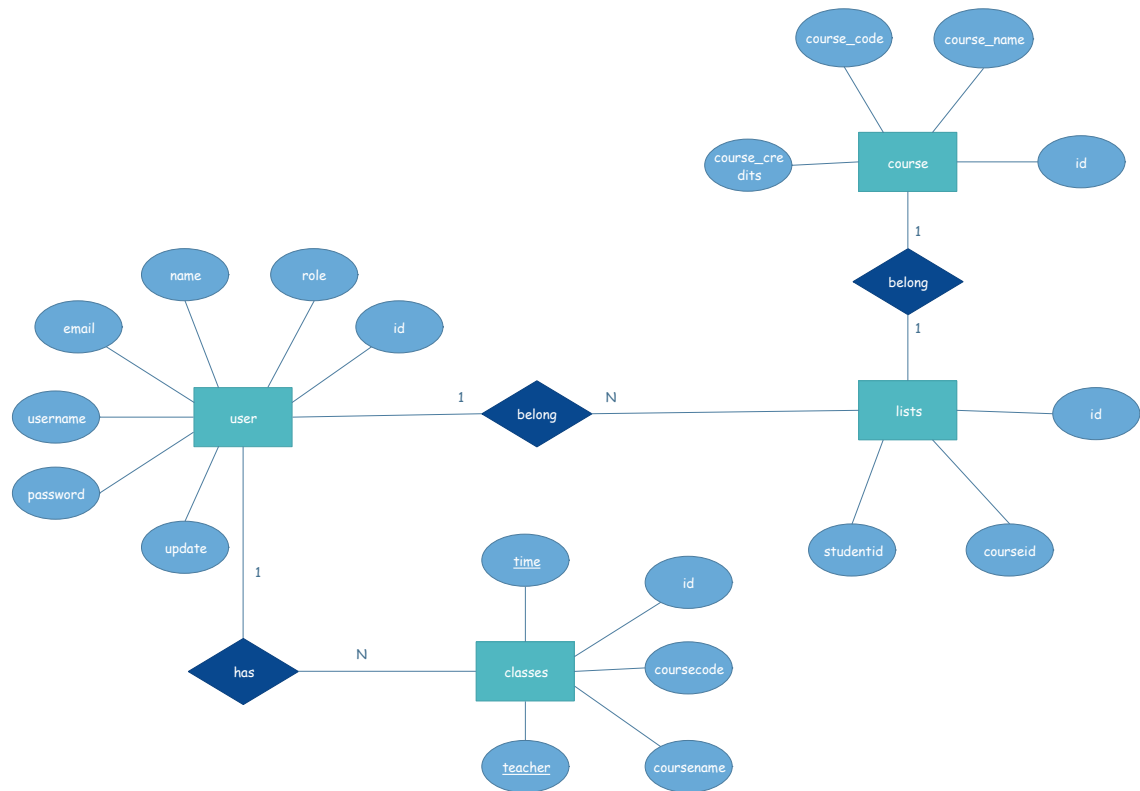 course_code
course_name
course_cre
dits
course
id
1
belong
1
name
role
email
id
username
user
1
belong
N
lists
id
password
update
studentid
courseid
time
1
id
has
N
classes
coursecode
teacher
coursename